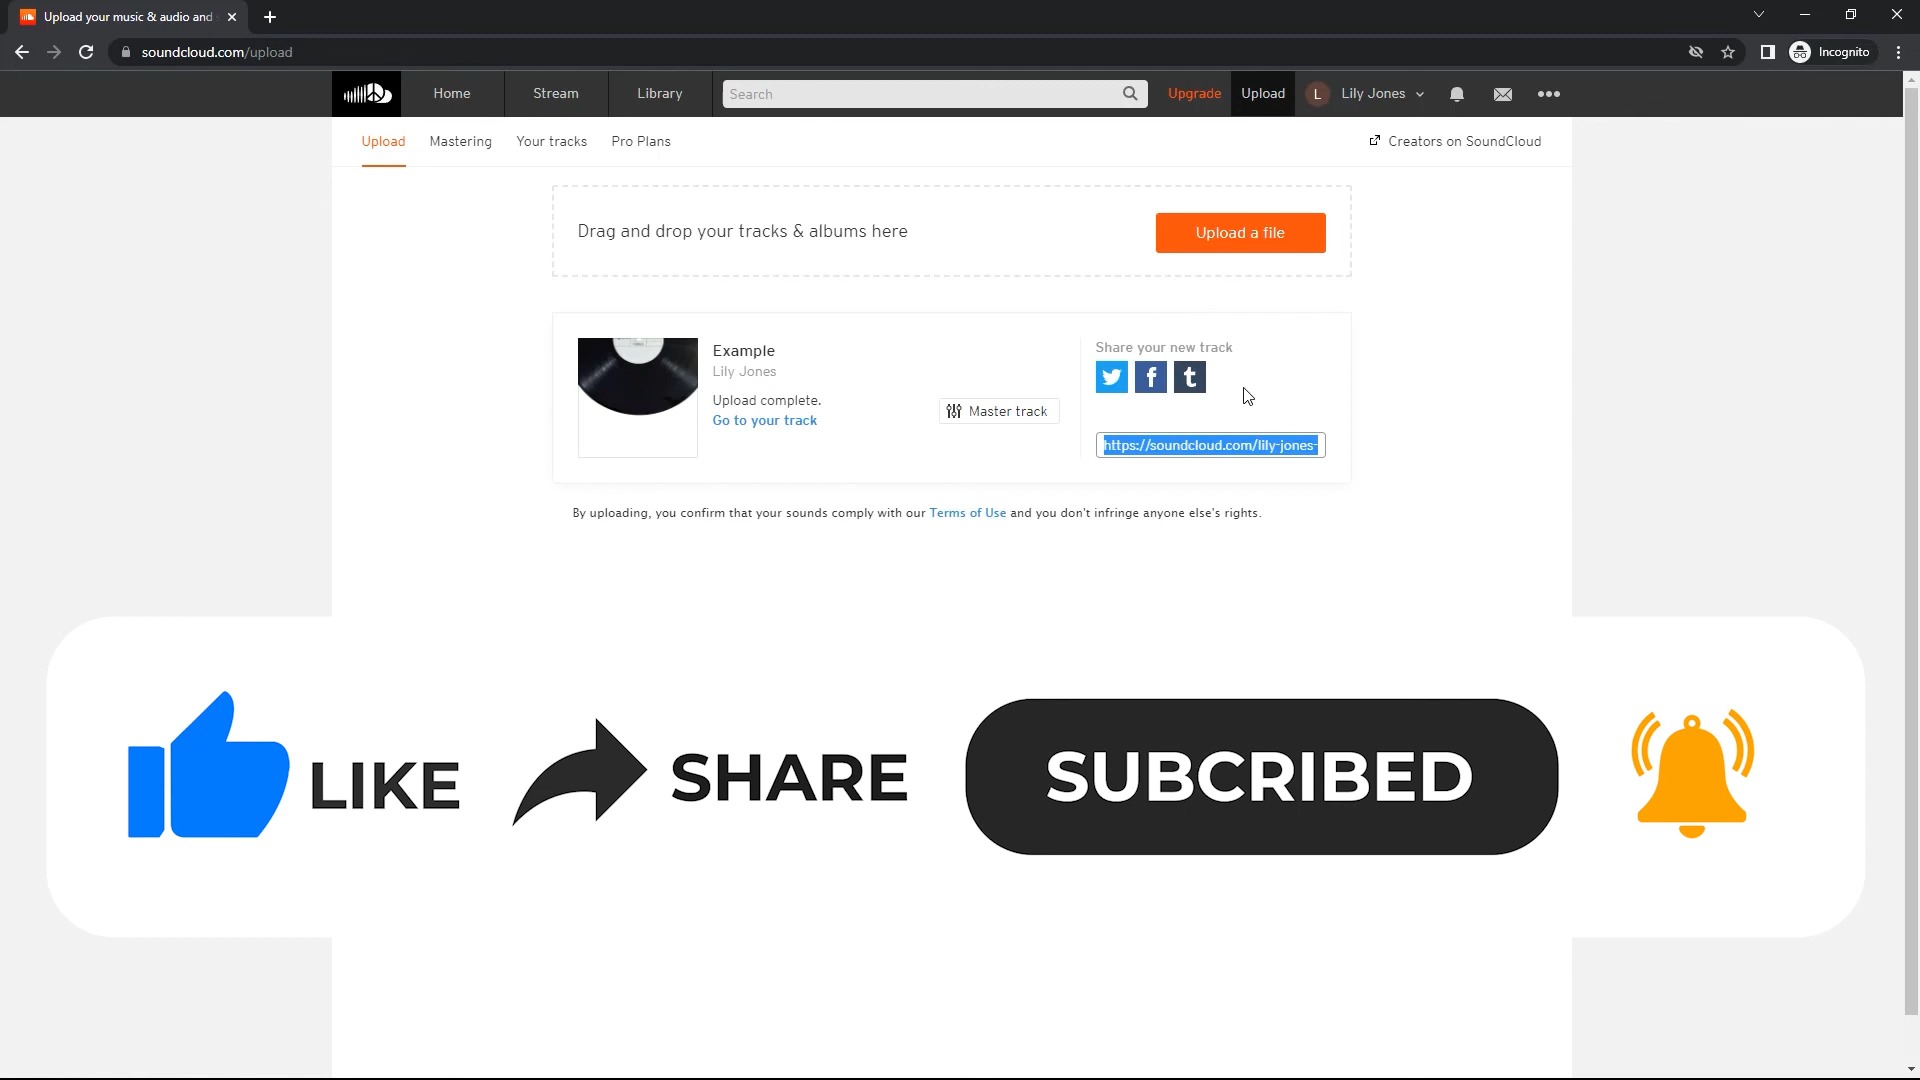 Upload your music & audio and
soundcloud.com/upload
Incognito
Home
Stream
Library
Search
Upgrade
Upload
L
Lily Jones
Upload
Mastering
Your tracks
Pro Plans
Creators on SoundCloud
Drag and drop your tracks & albums here
Upload a file
Example
Lily Jones
Upload complete.
Go to your track
Master track
Share your new track
f
t
https://soundcloud.com/lily-jones-
By uploading, you confirm that your sounds comply with our Terms of Use and you don't infringe anyone else's rights.
LIKE
SHARE
SUBCRIBED